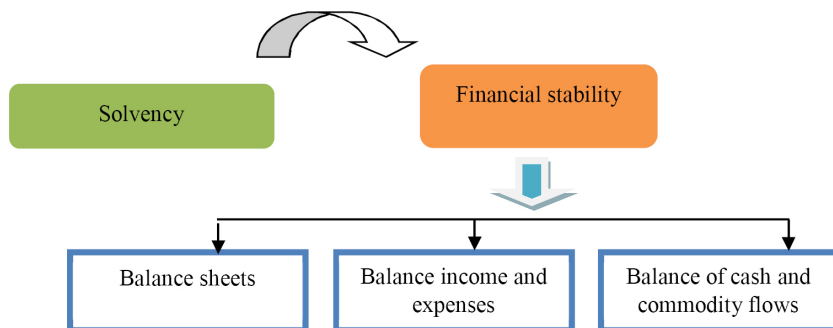 Solvency
Financial stability
Balance sheets
Balance income and
expenses
Balance of cash and
commodity flows